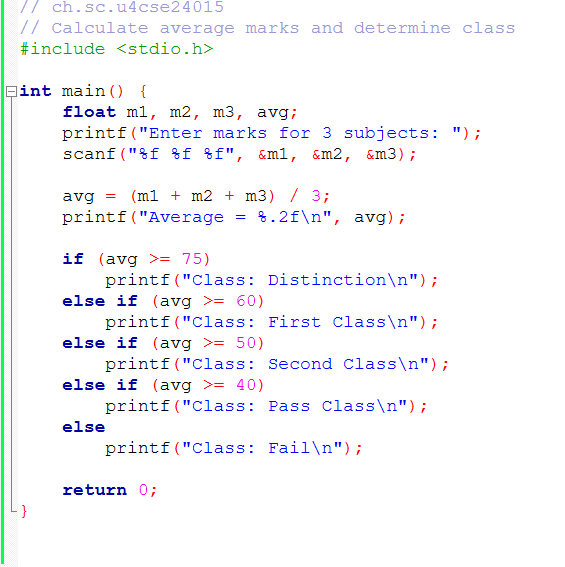 // ch.sc.u4cse24015
// Calculate average marks and determine class
#include <stdio.h>
int main() {
float m1, m2, m3, avg;
printf("Enter marks for 3 subjects: ");
scanf("%f %f %f", &m1, &m2, &m3);
avg = (m1 + m2 + m3) / 3;
printf("Average = %.2f\n", avg);
if (avg >= 75)
printf("Class: Distinction\n");
else if (avg >= 60)
printf("Class: First Class\n");
else if (avg >= 50)
printf("Class: Second Class\n");
else if (avg >= 40)
printf("Class: Pass Class\n");
else
printf("Class: Fail\n");
return 0;
}